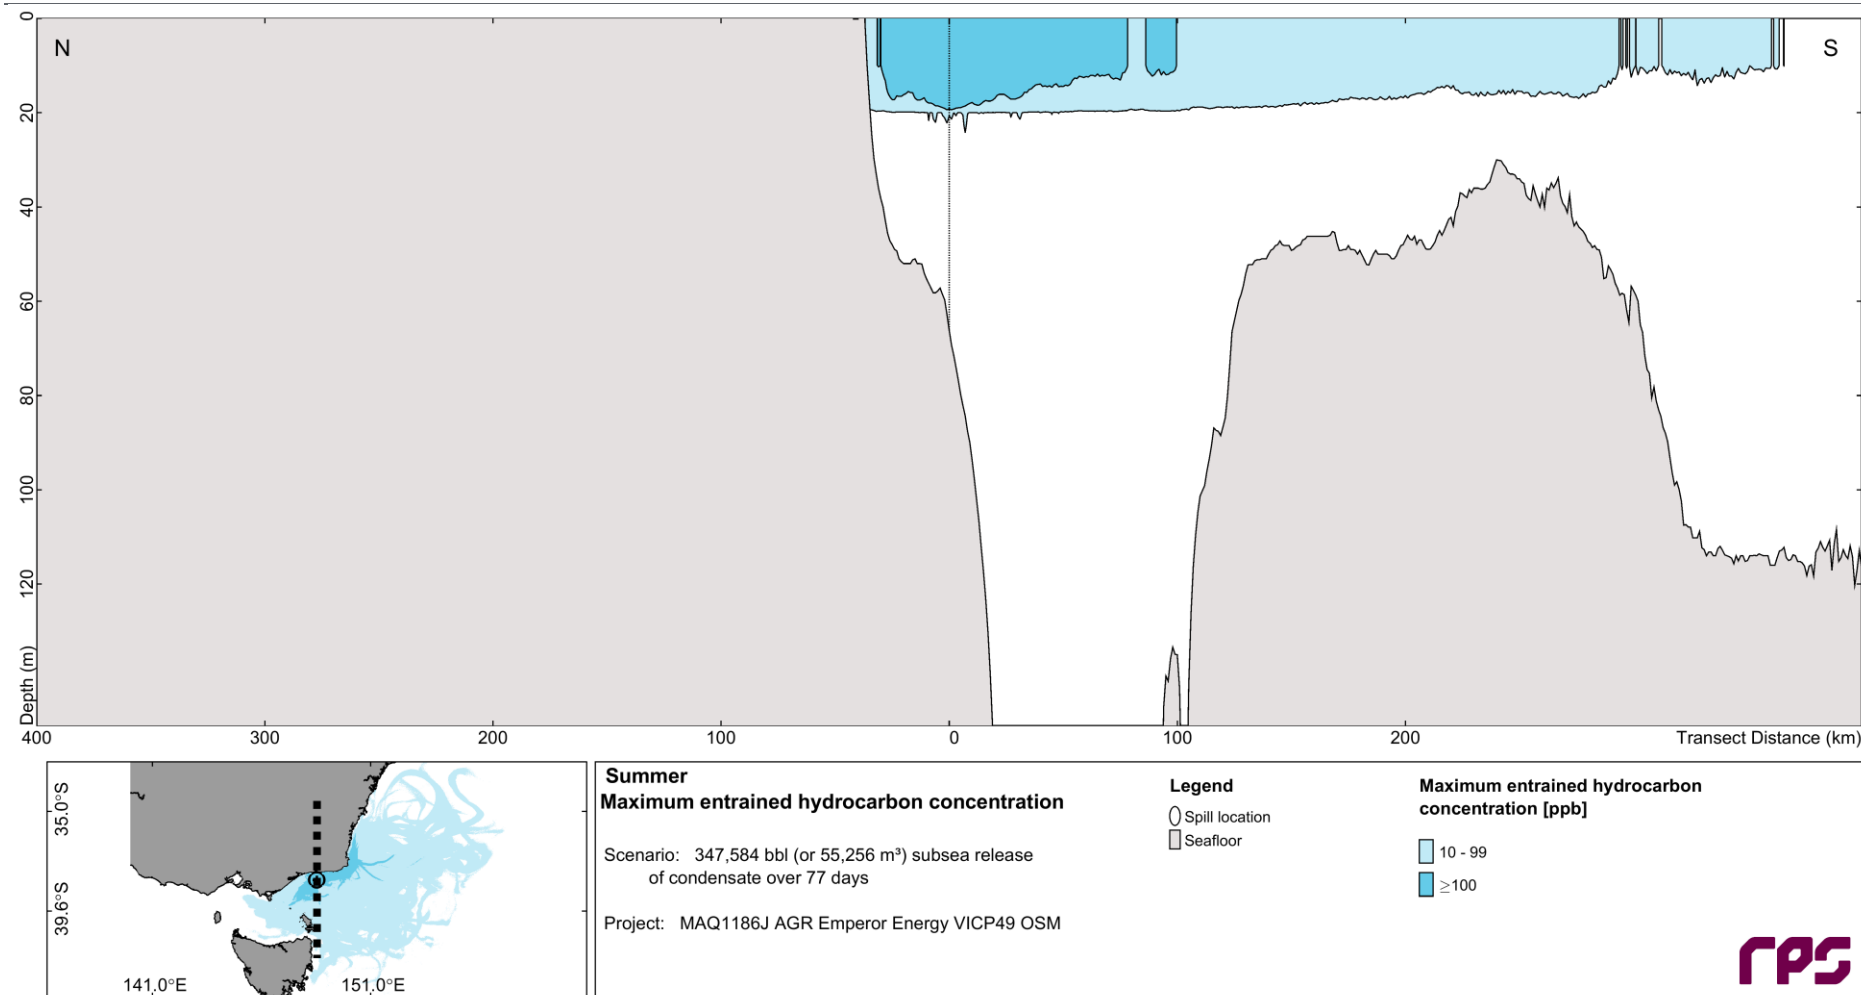 N
S
0
20
40
60
80
100
120
Depth (m)
400
300
200
100
0
100
200
Transect Distance (km)
35.0°S
39.6°S
141.0°E
151.0°E
Summer
Maximum entrained hydrocarbon concentration
Scenario: 347,584 bbl (or 55,256 m³) subsea release
of condensate over 77 days
Project: MAQ1186J AGR Emperor Energy VICP49 OSM
Legend
Spill location
Seafloor
Maximum entrained hydrocarbon
concentration [ppb]
10 - 99
≥100
rps